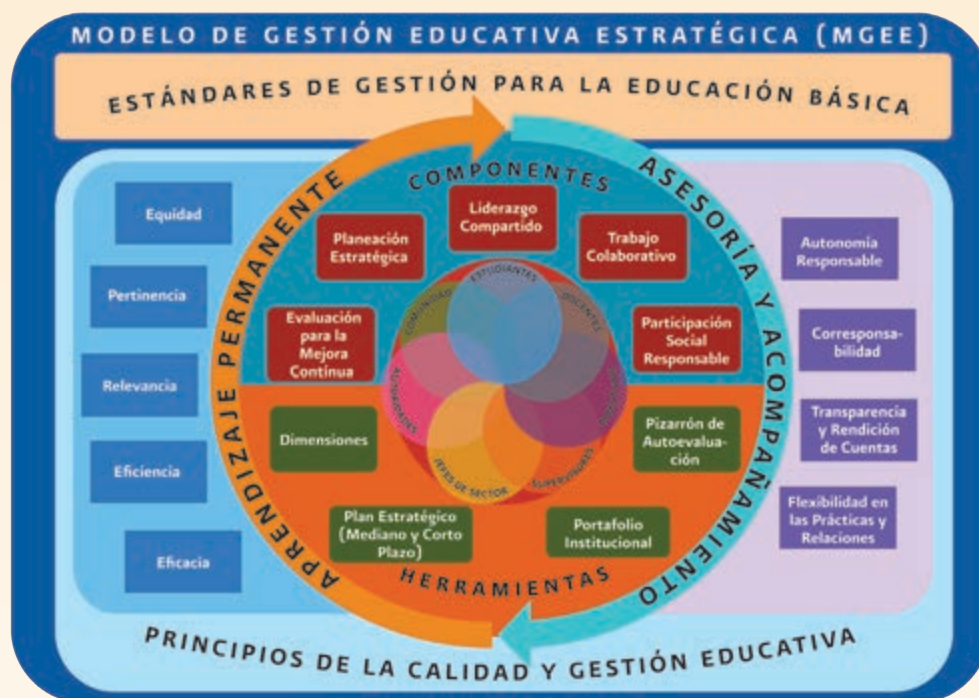 MODELO DE GESTIÓN EDUCATIVA ESTRATÉGICA (MGEE)
ESTÁNDARES DE GESTIÓN PARA LA EDUCACIÓN BÁSICA
APRENDIZAJE PERMANENTE
ASESORÍA Y ACOMPAÑAMIENTO
COMPONENTES
Equidad
Pertinencia
Relevancia
Eficiencia
Eficacia
Liderazgo
Compartido
Planeación
Estratégica
Trabajo
Colaborativo
Evaluación
para la
Mejora
Contínua
Participación
Social
Responsable
ESTUDIANTES
COMUNIDAD
DOCENTES
JEFES DE SECTOR
SUPERVISORES
Dimensiones
Pizarrón de
Autoevalua-
ción
Plan Estratégico
(Mediano y Corto
Plazo)
Portafolio
Institucional
HERRAMIENTAS
Autonomía
Responsable
Corresponsa-
bilidad
Transparencia
y Rendición
de Cuentas
Flexibilidad en
las Prácticas y
Relaciones
PRINCIPIOS DE LA CALIDAD Y GESTIÓN EDUCATIVA